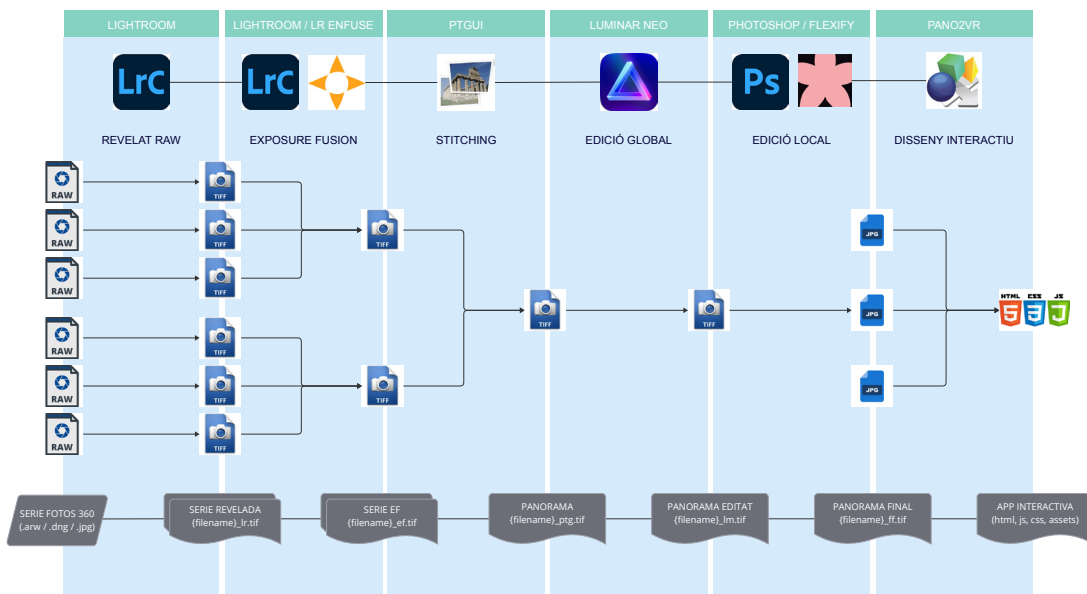 LIGHTROOM
LIGHTROOM / LR ENFUSE
PTGUI
LUMINAR NEO
PHOTOSHOP / FLEXIFY
PANO2VR
LrC
LrC
Ps
REVELAT RAW
EXPOSURE FUSION
STITCHING
EDICIÓ GLOBAL
EDICIÓ LOCAL
DISSENY INTERACTIU
RAW
TIFF
RAW
TIFF
TIFF
JPG
RAW
TIFF
TIFF
TIFF
JPG
HTML CSS JS
5 3 J
RAW
TIFF
RAW
TIFF
TIFF
JPG
RAW
TIFF
SERIE FOTOS 360
(.arw / .dng / .jpg)
SERIE REVELADA
{filename}_lr.tif
SERIE EF
{filename}_ef.tif
PANORAMA
{filename}_ptg.tif
PANORAMA EDITAT
{filename}_lm.tif
PANORAMA FINAL
{filename}_ff.tif
APP INTERACTIVA
(html, js, css, assets)